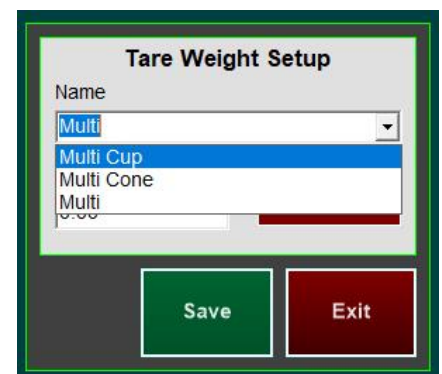 Tare Weight Setup
Name
Multi
Multi Cup
Multi Cone
Multi
Save
Exit